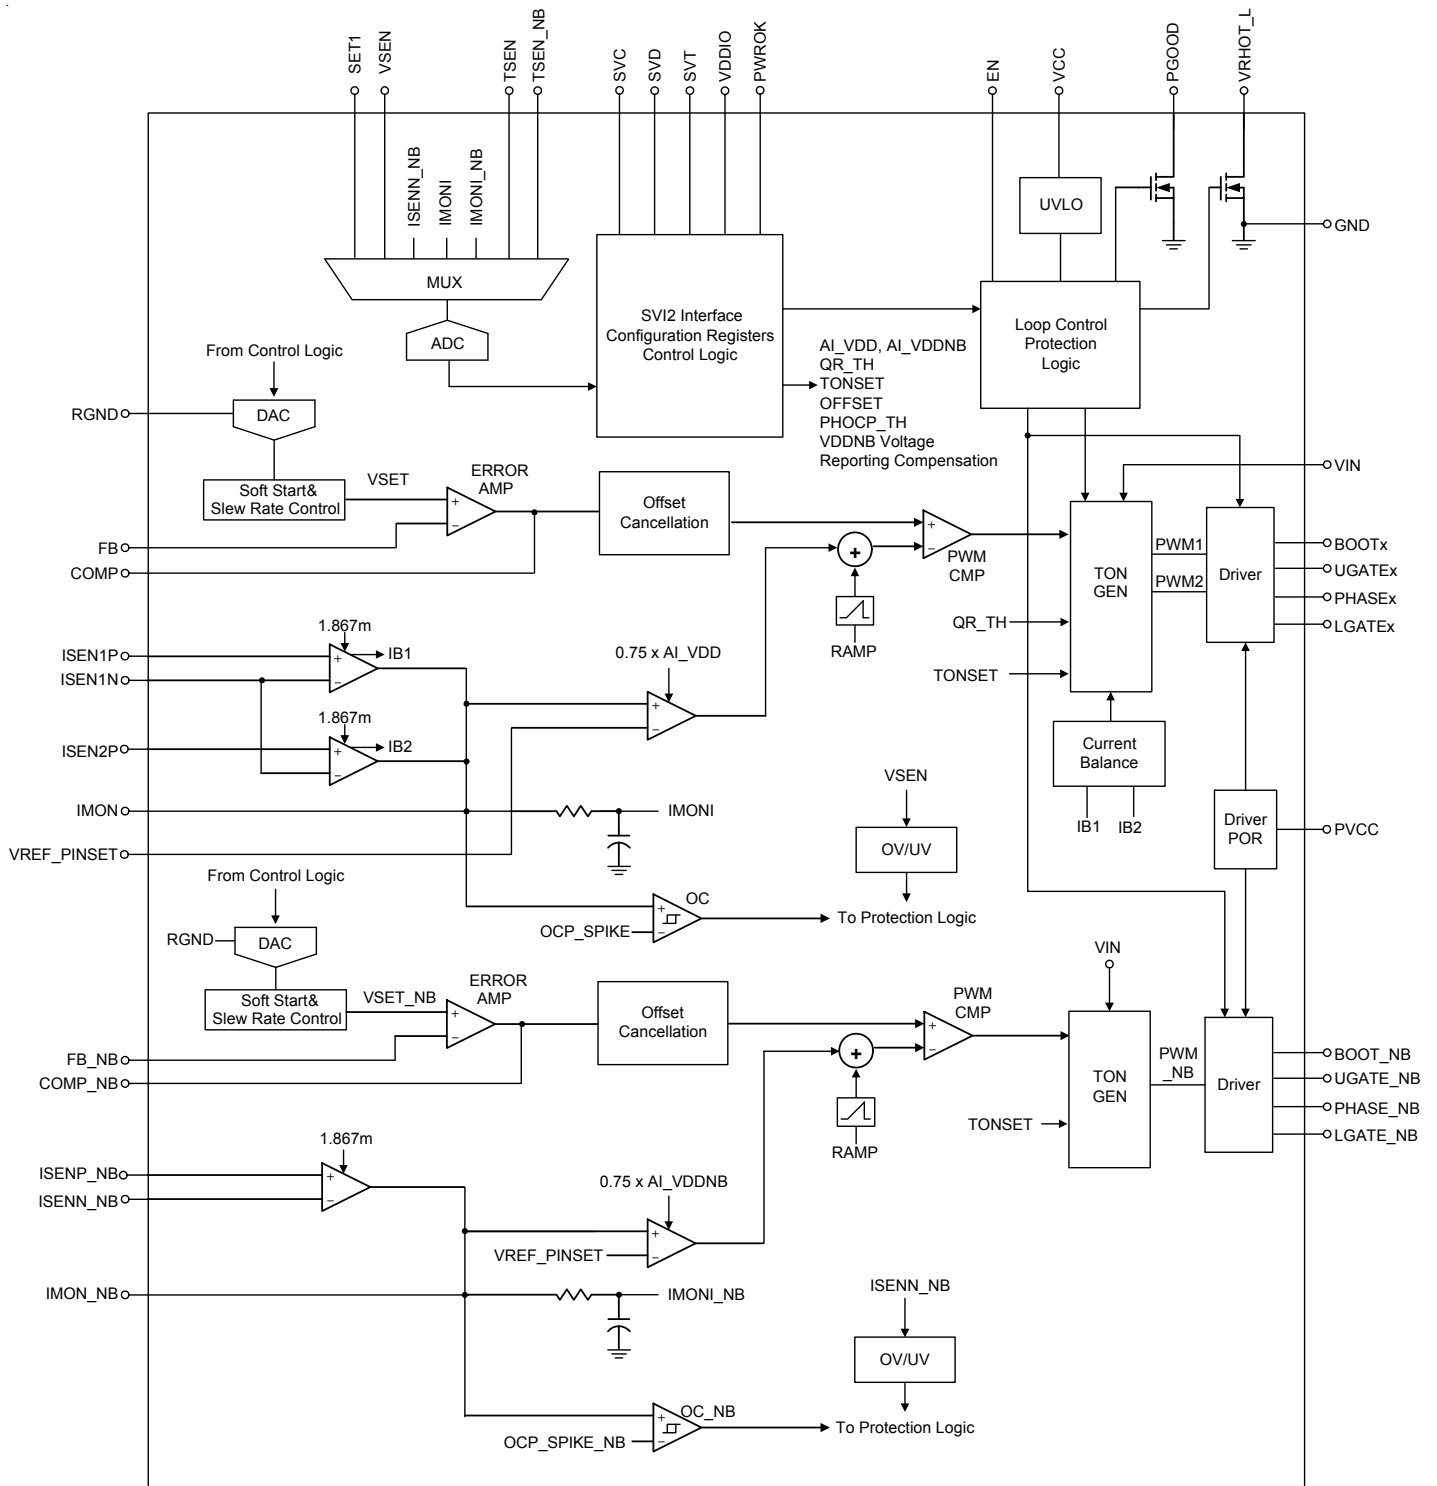 SET1
VSEN
TSEN
TSEN_NB
SVC
SVD
SVT
VDDIO
PWROK
EN
VCC
PGOOD
VRHOT_L
ISENN_NB
IMONI
IMONI_NB
UVLO
GND
MUX
ADC
SVI2 Interface
Configuration Registers
Control Logic
Loop Control
Protection
Logic
AI_VDD, AI_VDDNB
QR_TH
TONSET
OFFSET
PHOCP_TH
VDDNB Voltage
Reporting Compensation
From Control Logic
RGND
DAC
Soft Start&
Slew Rate Control
VSET
ERROR
AMP
+
−
Offset
Cancellation
FB
COMP
+
RAMP
+
−
PWM
CMP
VIN
TON
GEN
PWM1
PWM2
Driver
BOOTx
UGATEx
PHASEx
LGATEx
QR_TH
TONSET
1.867m
ISEN1P
ISEN1N
+
−
IB1
1.867m
ISEN2P
+
−
IB2
0.75 x AI_VDD
+
−
Current
Balance
IB1
IB2
IMON
IMONI
VREF_PINSET
VSEN
OV/UV
To Protection Logic
Driver
POR
PVCC
OC
OCP_SPIKE
+
−
From Control Logic
RGND
DAC
Soft Start&
Slew Rate Control
VSET_NB
ERROR
AMP
+
−
Offset
Cancellation
FB_NB
COMP_NB
+
RAMP
PWM
CMP
+
−
VIN
TON
GEN
TONSET
PWM
_NB
Driver
BOOT_NB
UGATE_NB
PHASE_NB
LGATE_NB
1.867m
ISENP_NB
ISENN_NB
+
−
0.75 x AI_VDDNB
VREF_PINSET
+
−
IMON_NB
IMONI_NB
ISENN_NB
OV/UV
To Protection Logic
OC_NB
OCP_SPIKE_NB
+
−